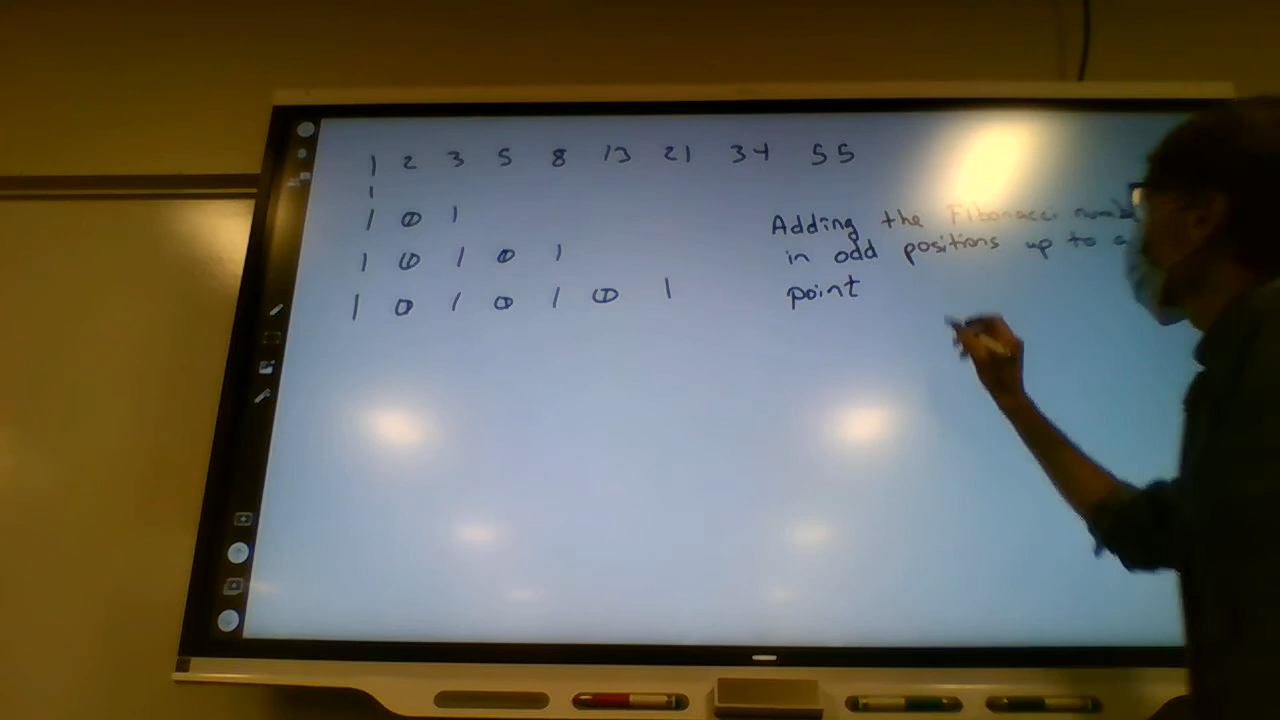 1 2 3 5 8 13 21 34 55
1
1 0 1
1 0 1 0 1
1 0 1 0 1 0 1
Adding the Fibonacci
in odd positions up to a
point